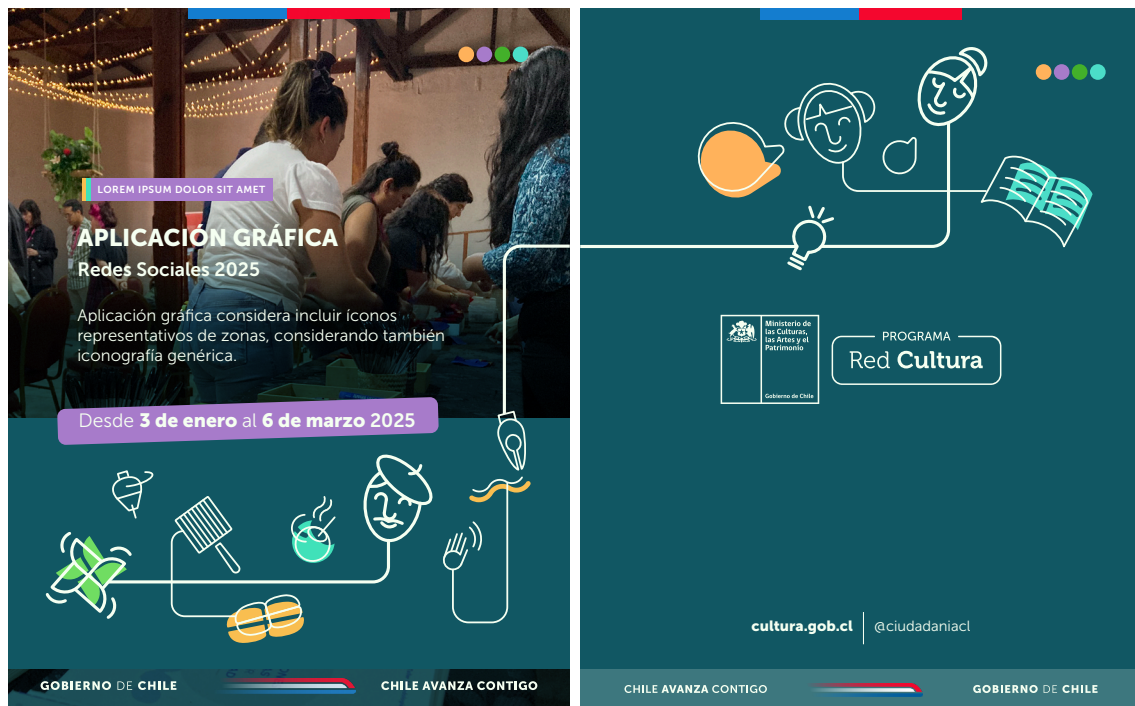 LOREM IPSUM DOLOR SIT AMET
APLICACIÓN GRÁFICA
Redes Sociales 2025
Aplicación gráfica considera incluir íconos
representativos de zonas, considerando también
iconografía genérica.
Desde 3 de enero al 6 de marzo 2025
GOBIERNO DE CHILE
CHILE AVANZA CONTIGO
Ministerio de
las Culturas,
las Artes y el
Patrimonio
Gobierno de Chile
PROGRAMA
Red Cultura
cultura.gob.cl
@ciudadaniacl
CHILE AVANZA CONTIGO
GOBIERNO DE CHILE